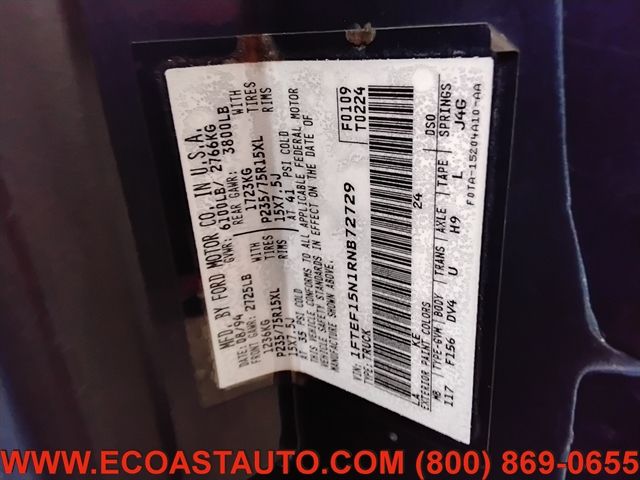 MFD. BY FORD MOTOR CO. IN U.S.A.
DATE: 08/94 GVWR: 6100LB/ 2766KG
FRONT GAWR: 2725LB REAR GAWR: 3800LB
1236KG WITH 1723KG WITH
P235/75R15XL TIRES P235/75R15XL TIRES
15X7.5J RIMS 15X7.5J RIMS
AT 35 PSI COLD AT 41 PSI COLD
THIS VEHICLE CONFORMS TO ALL APPLICABLE FEDERAL MOTOR
VEHICLE SAFETY STANDARDS IN EFFECT ON THE DATE OF
MANUFACTURE SHOWN ABOVE.
VIN: 1FTEF15N1RNB72729 F0109
TYPE: TRUCK T0224
LA KE 24
EXTERIOR PAINT COLORS DSO
WB TYPE-GVM BODY TRANS AXLE TAPE SPRINGS
117 F156 DV4 U H9 L J4G
F0TA-15204A10-AA
WWW.ECOASTAUTO.COM (800) 869-0655